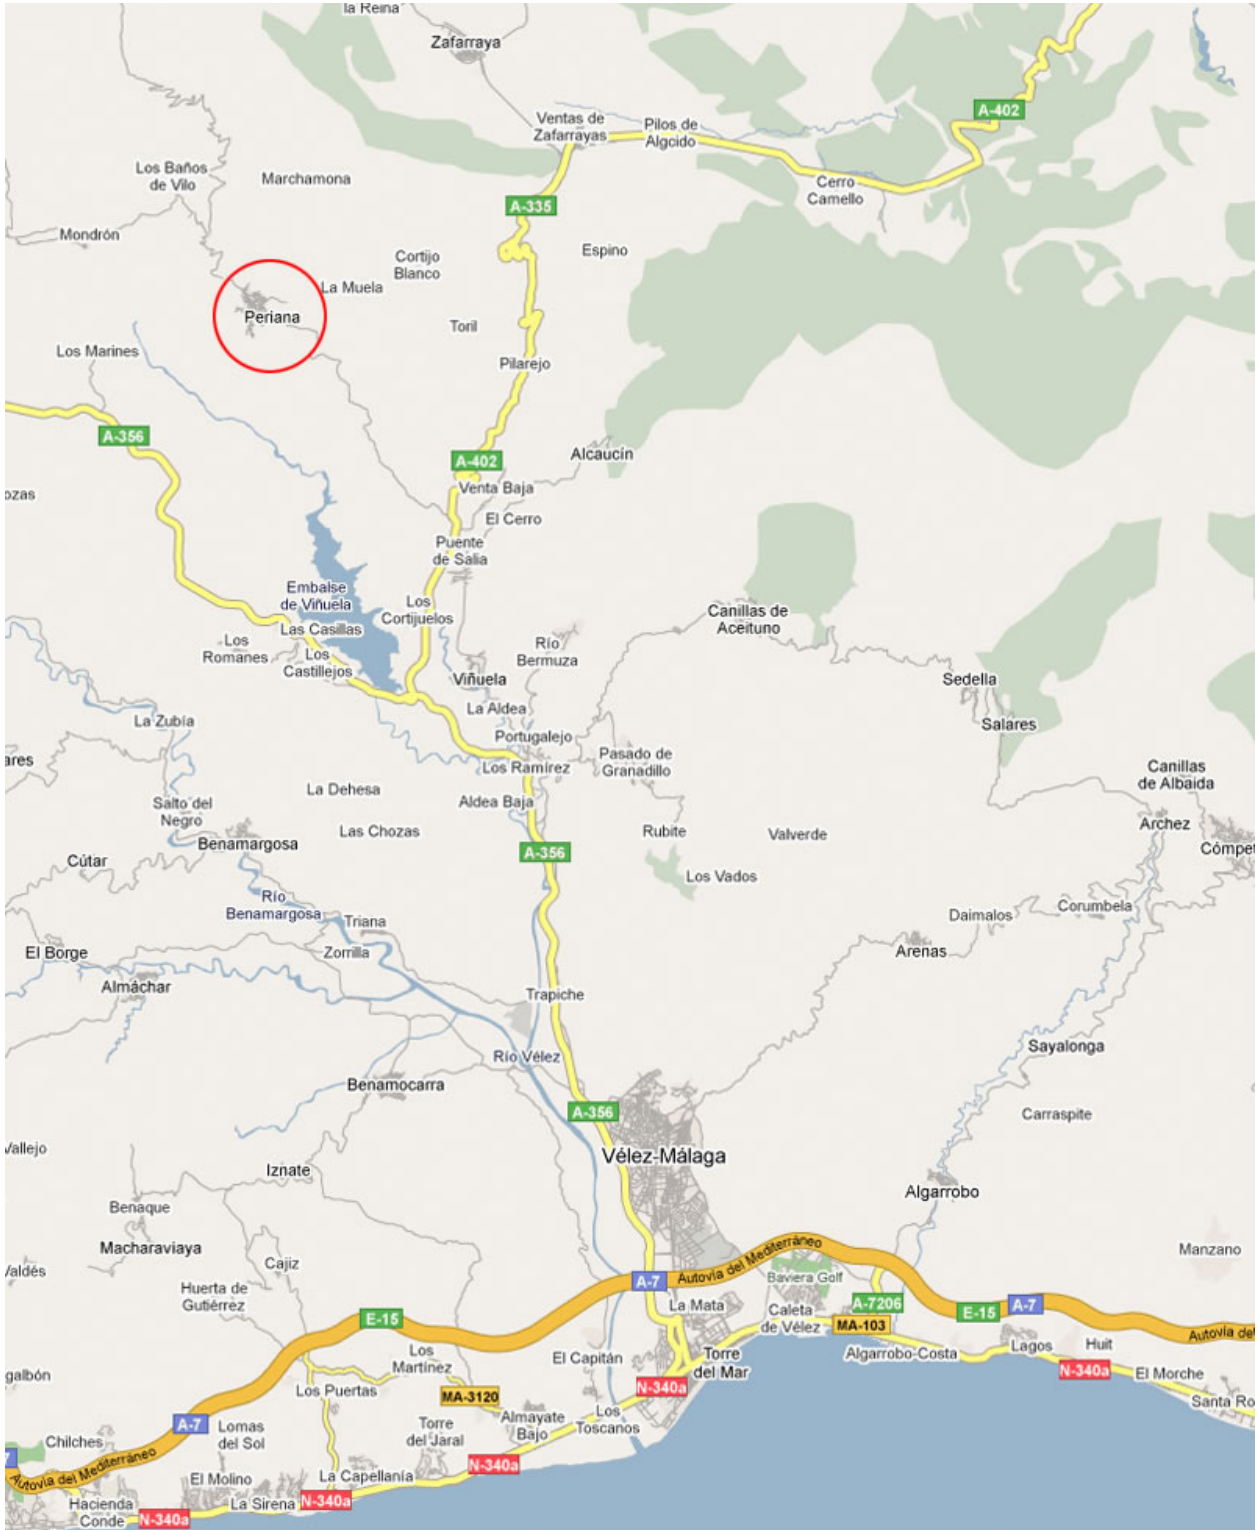 la Reina
Zafarraya
A-402
Ventas de
Zafarrayas
Pilos de
Algcido
Los Baños
de Vilo
Marchamona
Cerro
Camello
A-335
Mondrón
Espino
Cortijo
Blanco
La Muela
Periana
Toril
Los Marines
Pilarejo
A-356
Alcaucín
A-402
Venta Baja
ozas
El Cerro
Puente
de Salia
Embalse
de Viñuela
Los
Cortijuelos
Canillas de
Aceituno
Las Casillas
Los
Romanes
Los
Castillejos
Río
Bermuza
Viñuela
Sedella
La Aldea
Salares
La Zubía
Portugalejo
Pasado de
Granadillo
ares
Los Ramírez
Canillas
de Albaida
La Dehesa
Aldea Baja
Salto del
Negro
Las Chozas
Rubite
Valverde
Archez
Benamargosa
Cómpet
A-356
Cútar
Los Vados
Río
Benamargosa
Triana
Daimalos
Corumbela
El Borge
Zorrilla
Arenas
Almáchar
Trapiche
Río Vélez
Sayalonga
Benamocarra
A-356
Carraspite
Vallejo
Vélez-Málaga
Iznate
Algarrobo
Benaque
Macharaviaya
Manzano
Cajiz
Valdés
Autovía del Mediterráneo
A-7
Baviera Golf
Huerta de
Gutiérrez
La Mata
Caleta
de Vélez
A-7206
E-15
A-7
E-15
MA-103
Autovía del
Algarrobo-Costa
Lagos
Huit
Los
Martínez
El Capitán
Torre
del Mar
N-340a
El Morche
galbón
Los Puertas
MA-3120
N-340a
Santa Ro
Los
Toscanos
Almayate
Bajo
A-7
Lomas
del Sol
Torre
del Jaral
Chilches
7
Autovía del Mediterráneo
N-340a
El Molino
La Capellanía
Hacienda
Conde
La Sirena
N-340a
N-340a